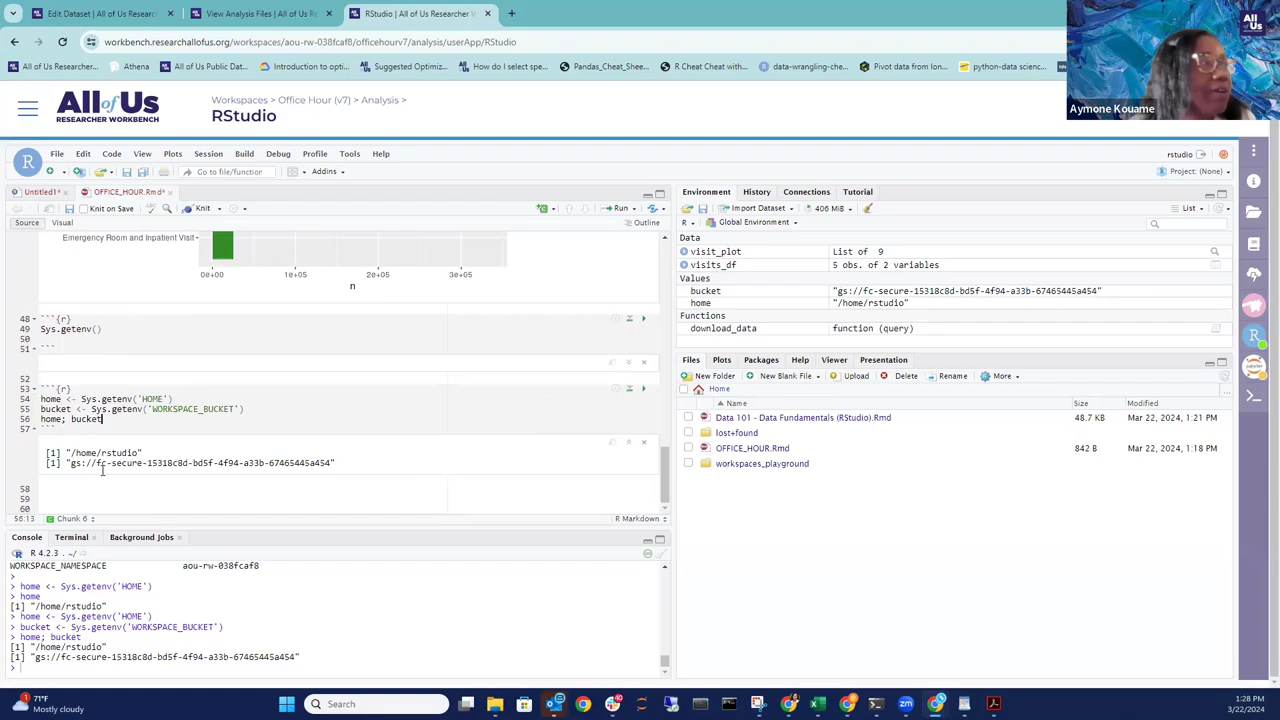 Edit Dataset | All of Us Research
View Analysis Files | All of Us R
RStudio | All of Us Researcher W
workbench.researchallofus.org/workspaces/aou-rw-038fcaf8/officehourv7/analysis/userApp/RStudio
All of Us Researcher...
Athena
All of Us Public Dat...
Introduction to opti...
Suggested Optimiz...
How do I select spe...
Pandas_Cheat_Shee...
R Cheat Cheat with...
data-wrangling-che...
Pivot data from lon...
python-data scienc...
All of Us
All of Us
RESEARCHER WORKBENCH
Workspaces > Office Hour (v7) > Analysis >
RStudio
Aymone Kouame
R
File Edit Code View Plots Session Build Debug Profile Tools Help
rstudio
Go to file/function
Addins
Project: (None)
Untitled1*
OFFICE_HOUR.Rmd*
Knit on Save
Knit
Run
Source Visual
Outline
Emergency Room and Inpatient Visit
0e+00 1e+05 2e+05 3e+05
n
48 ```{r}
49 Sys.getenv()
50
51 ```
52
53 ```{r}
54 home <- Sys.getenv('HOME')
55 bucket <- Sys.getenv('WORKSPACE_BUCKET')
56 home; bucket
57 ```
[1] "/home/rstudio"
[1] "gs://fc-secure-15318c8d-bd5f-4f94-a33b-67465445a454"
58
59
60
56:13 Chunk 6
R Markdown
Console Terminal Background Jobs
R 4.2.3 . ~/
WORKSPACE_NAMESPACE aou-rw-038fcaf8
>
> home <- Sys.getenv('HOME')
> home
[1] "/home/rstudio"
> home <- Sys.getenv('HOME')
> bucket <- Sys.getenv('WORKSPACE_BUCKET')
> home; bucket
[1] "/home/rstudio"
[1] "gs://fc-secure-15318c8d-bd5f-4f94-a33b-67465445a454"
>
Environment History Connections Tutorial
Import Dataset
406 MiB
List
R Global Environment
Data
visit_plot List of 9
visits_df 5 obs. of 2 variables
Values
bucket "gs://fc-secure-15318c8d-bd5f-4f94-a33b-67465445a454"
home "/home/rstudio"
Functions
download_data function (query)
Files Plots Packages Help Viewer Presentation
New Folder New Blank File Upload Delete Rename More
Home
Name Size Modified
Data 101 - Data Fundamentals (RStudio).Rmd 48.7 KB Mar 22, 2024, 1:21 PM
lost+found
OFFICE_HOUR.Rmd 842 B Mar 22, 2024, 1:18 PM
workspaces_playground
R
jupyter
71°F
Mostly cloudy
Search
40
1:28 PM
3/22/2024